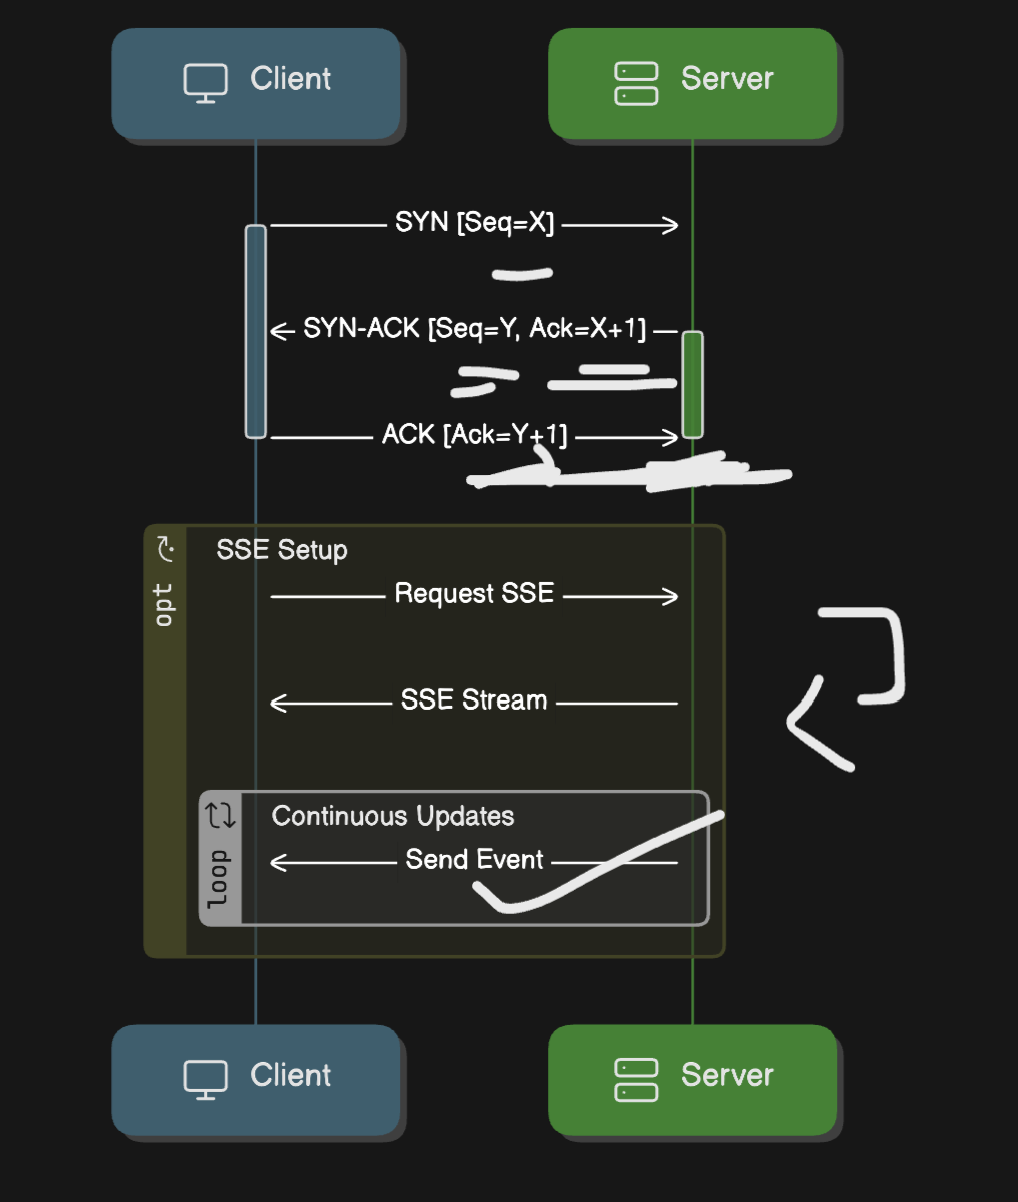 Client
Server
SYN [Seq=X]
SYN-ACK [Seq=Y, Ack=X+1]
ACK [Ack=Y+1]
opt
SSE Setup
Request SSE
SSE Stream
loop
Continuous Updates
Send Event
Client
Server